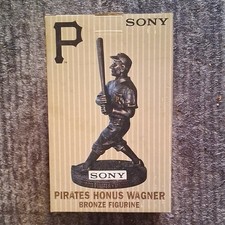 P
SONY
SONY
PIRATES HONUS WAGNER
BRONZE FIGURINE